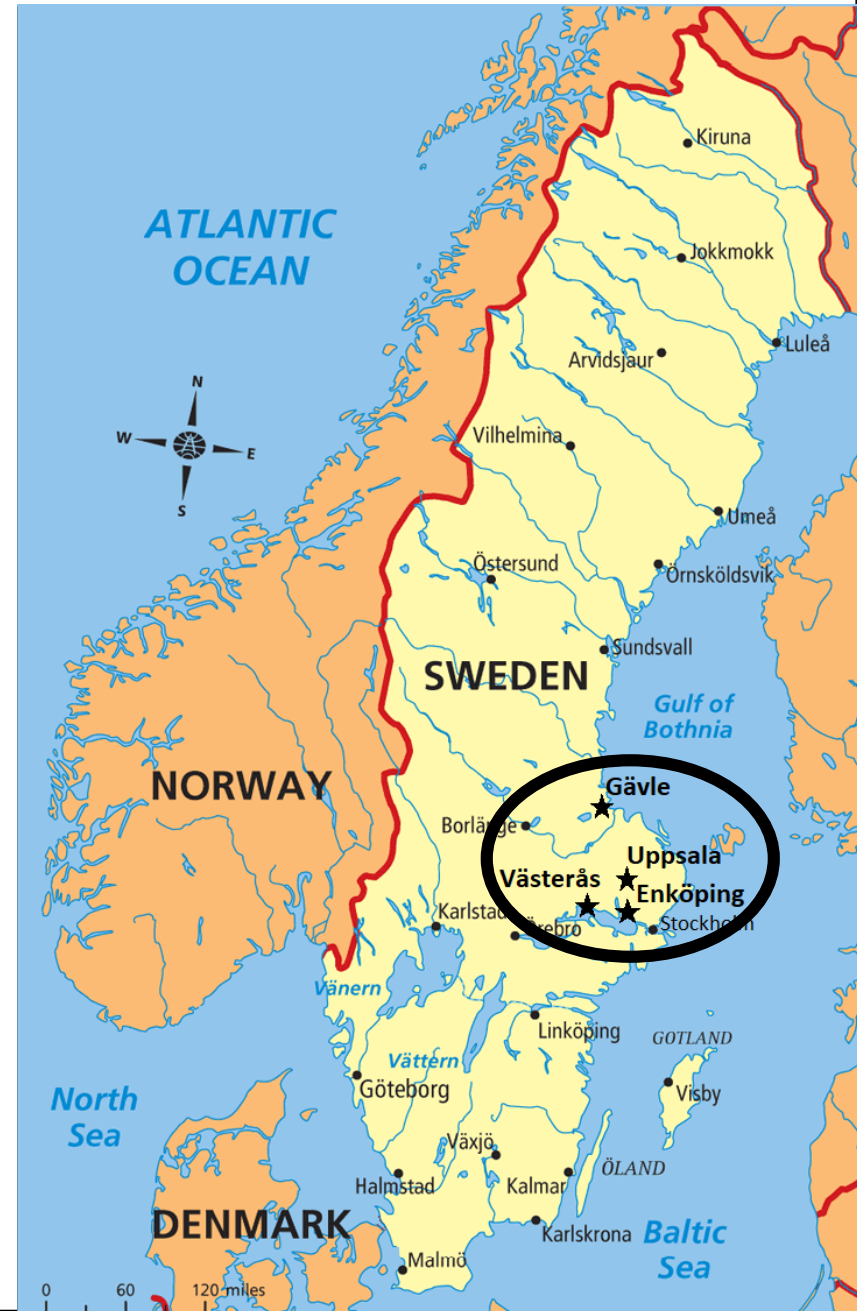 Kiruna
ATLANTIC
OCEAN
Jokkmokk
Luleå
Arvidsjaur
N
W
E
S
Vilhelmina
Umeå
Östersund
Örnsköldsvik
Sundsvall
SWEDEN
Gulf of
Bothnia
NORWAY
Gävle
Borlänge
Uppsala
Västerås
Enköping
Karlstad
Örebro
Stockholm
Vänern
Linköping
GOTLAND
Vättern
Göteborg
Visby
North
Sea
Växjö
ÖLAND
Halmstad
Kalmar
DENMARK
Karlskrona
Baltic
Sea
Malmö
0 60 120 miles